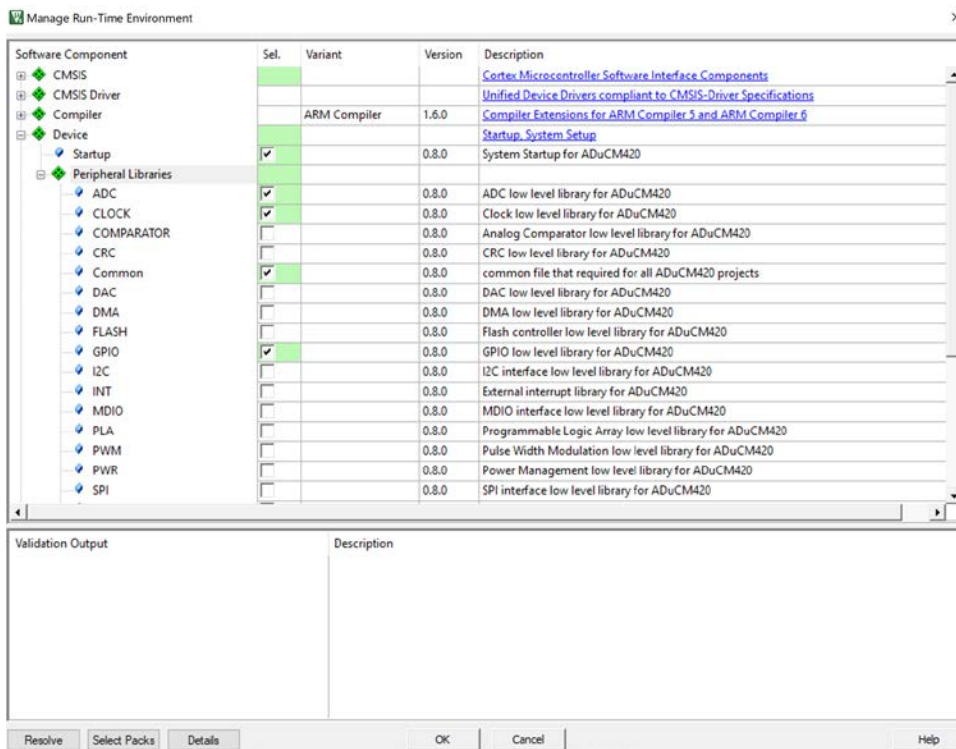 Manage Run-Time Environment
Software Component Sel. Variant Version Description
CMSIS Cortex Microcontroller Software Interface Components
CMSIS Driver Unified Device Drivers compliant to CMSIS-Driver Specifications
Compiler ARM Compiler 1.6.0 Compiler Extensions for ARM Compiler 5 and ARM Compiler 6
Device Startup, System Setup
Startup 0.8.0 System Startup for ADuCM420
Peripheral Libraries
ADC 0.8.0 ADC low level library for ADuCM420
CLOCK 0.8.0 Clock low level library for ADuCM420
COMPARATOR 0.8.0 Analog Comparator low level library for ADuCM420
CRC 0.8.0 CRC low level library for ADuCM420
Common 0.8.0 common file that required for all ADuCM420 projects
DAC 0.8.0 DAC low level library for ADuCM420
DMA 0.8.0 DMA low level library for ADuCM420
FLASH 0.8.0 Flash controller low level library for ADuCM420
GPIO 0.8.0 GPIO low level library for ADuCM420
I2C 0.8.0 I2C interface low level library for ADuCM420
INT 0.8.0 External interrupt library for ADuCM420
MDIO 0.8.0 MDIO interface low level library for ADuCM420
PLA 0.8.0 Programmable Logic Array low level library for ADuCM420
PWM 0.8.0 Pulse Width Modulation low level library for ADuCM420
PWR 0.8.0 Power Management low level library for ADuCM420
SPI 0.8.0 SPI interface low level library for ADuCM420
Validation Output Description
Resolve Select Packs Details OK Cancel Help